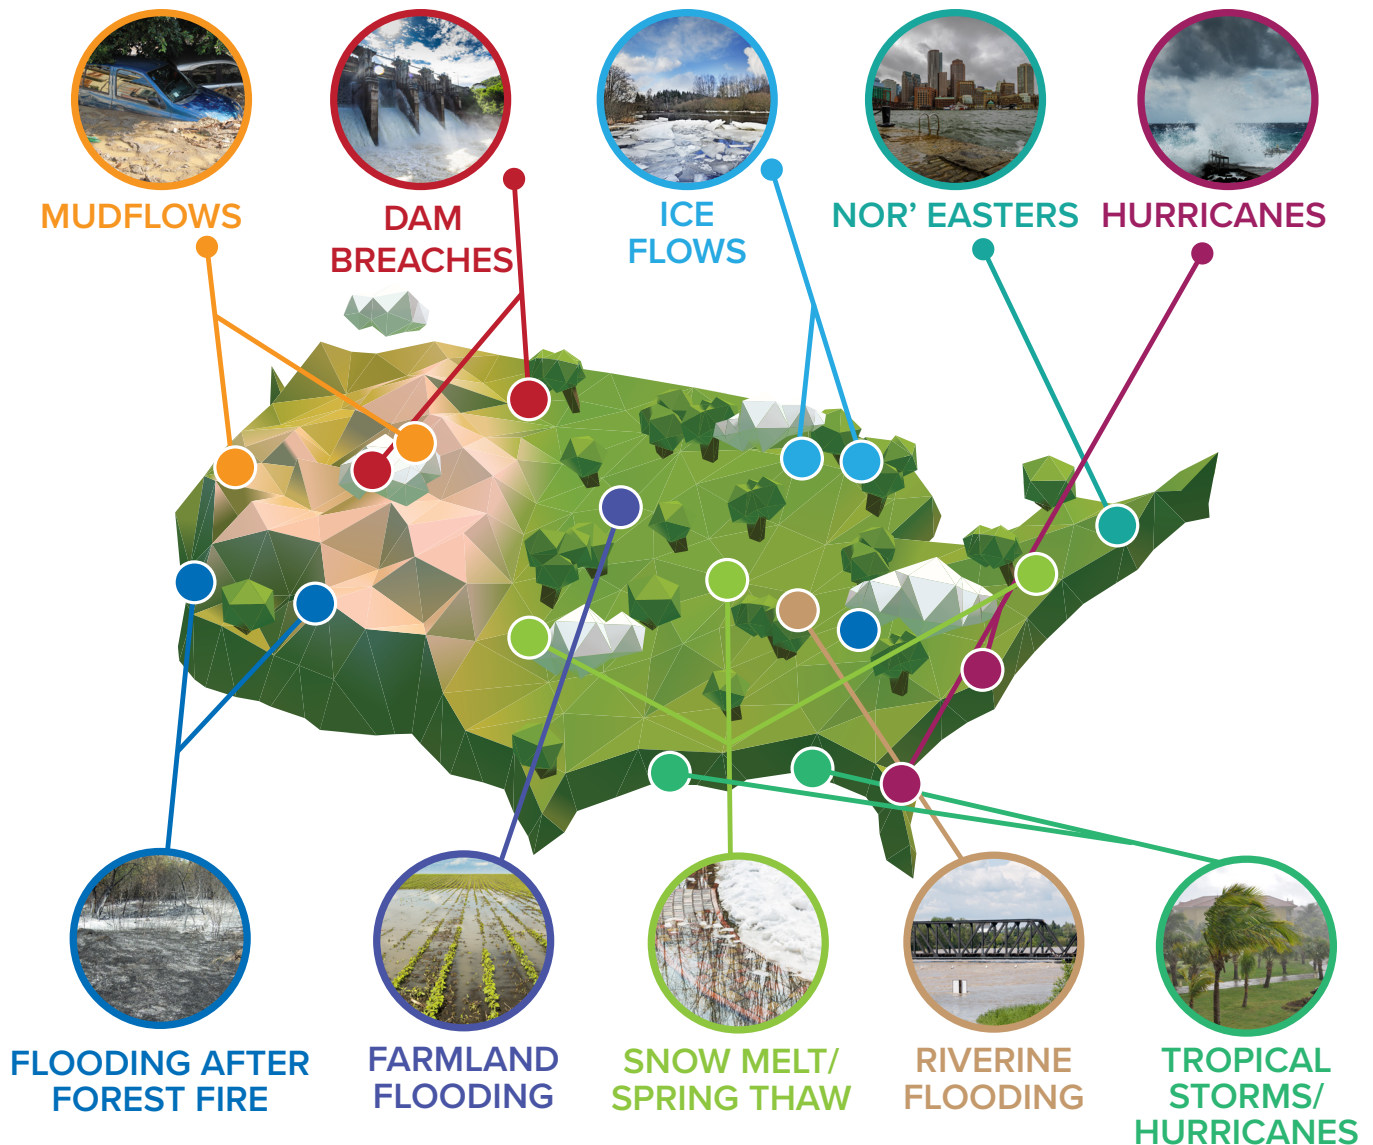 MUDFLOWS
DAM
BREACHES
ICE
FLOWS
NOR’ EASTERS
HURRICANES
FLOODING AFTER
FOREST FIRE
FARMLAND
FLOODING
SNOW MELT/
SPRING THAW
RIVERINE
FLOODING
TROPICAL
STORMS/
HURRICANES